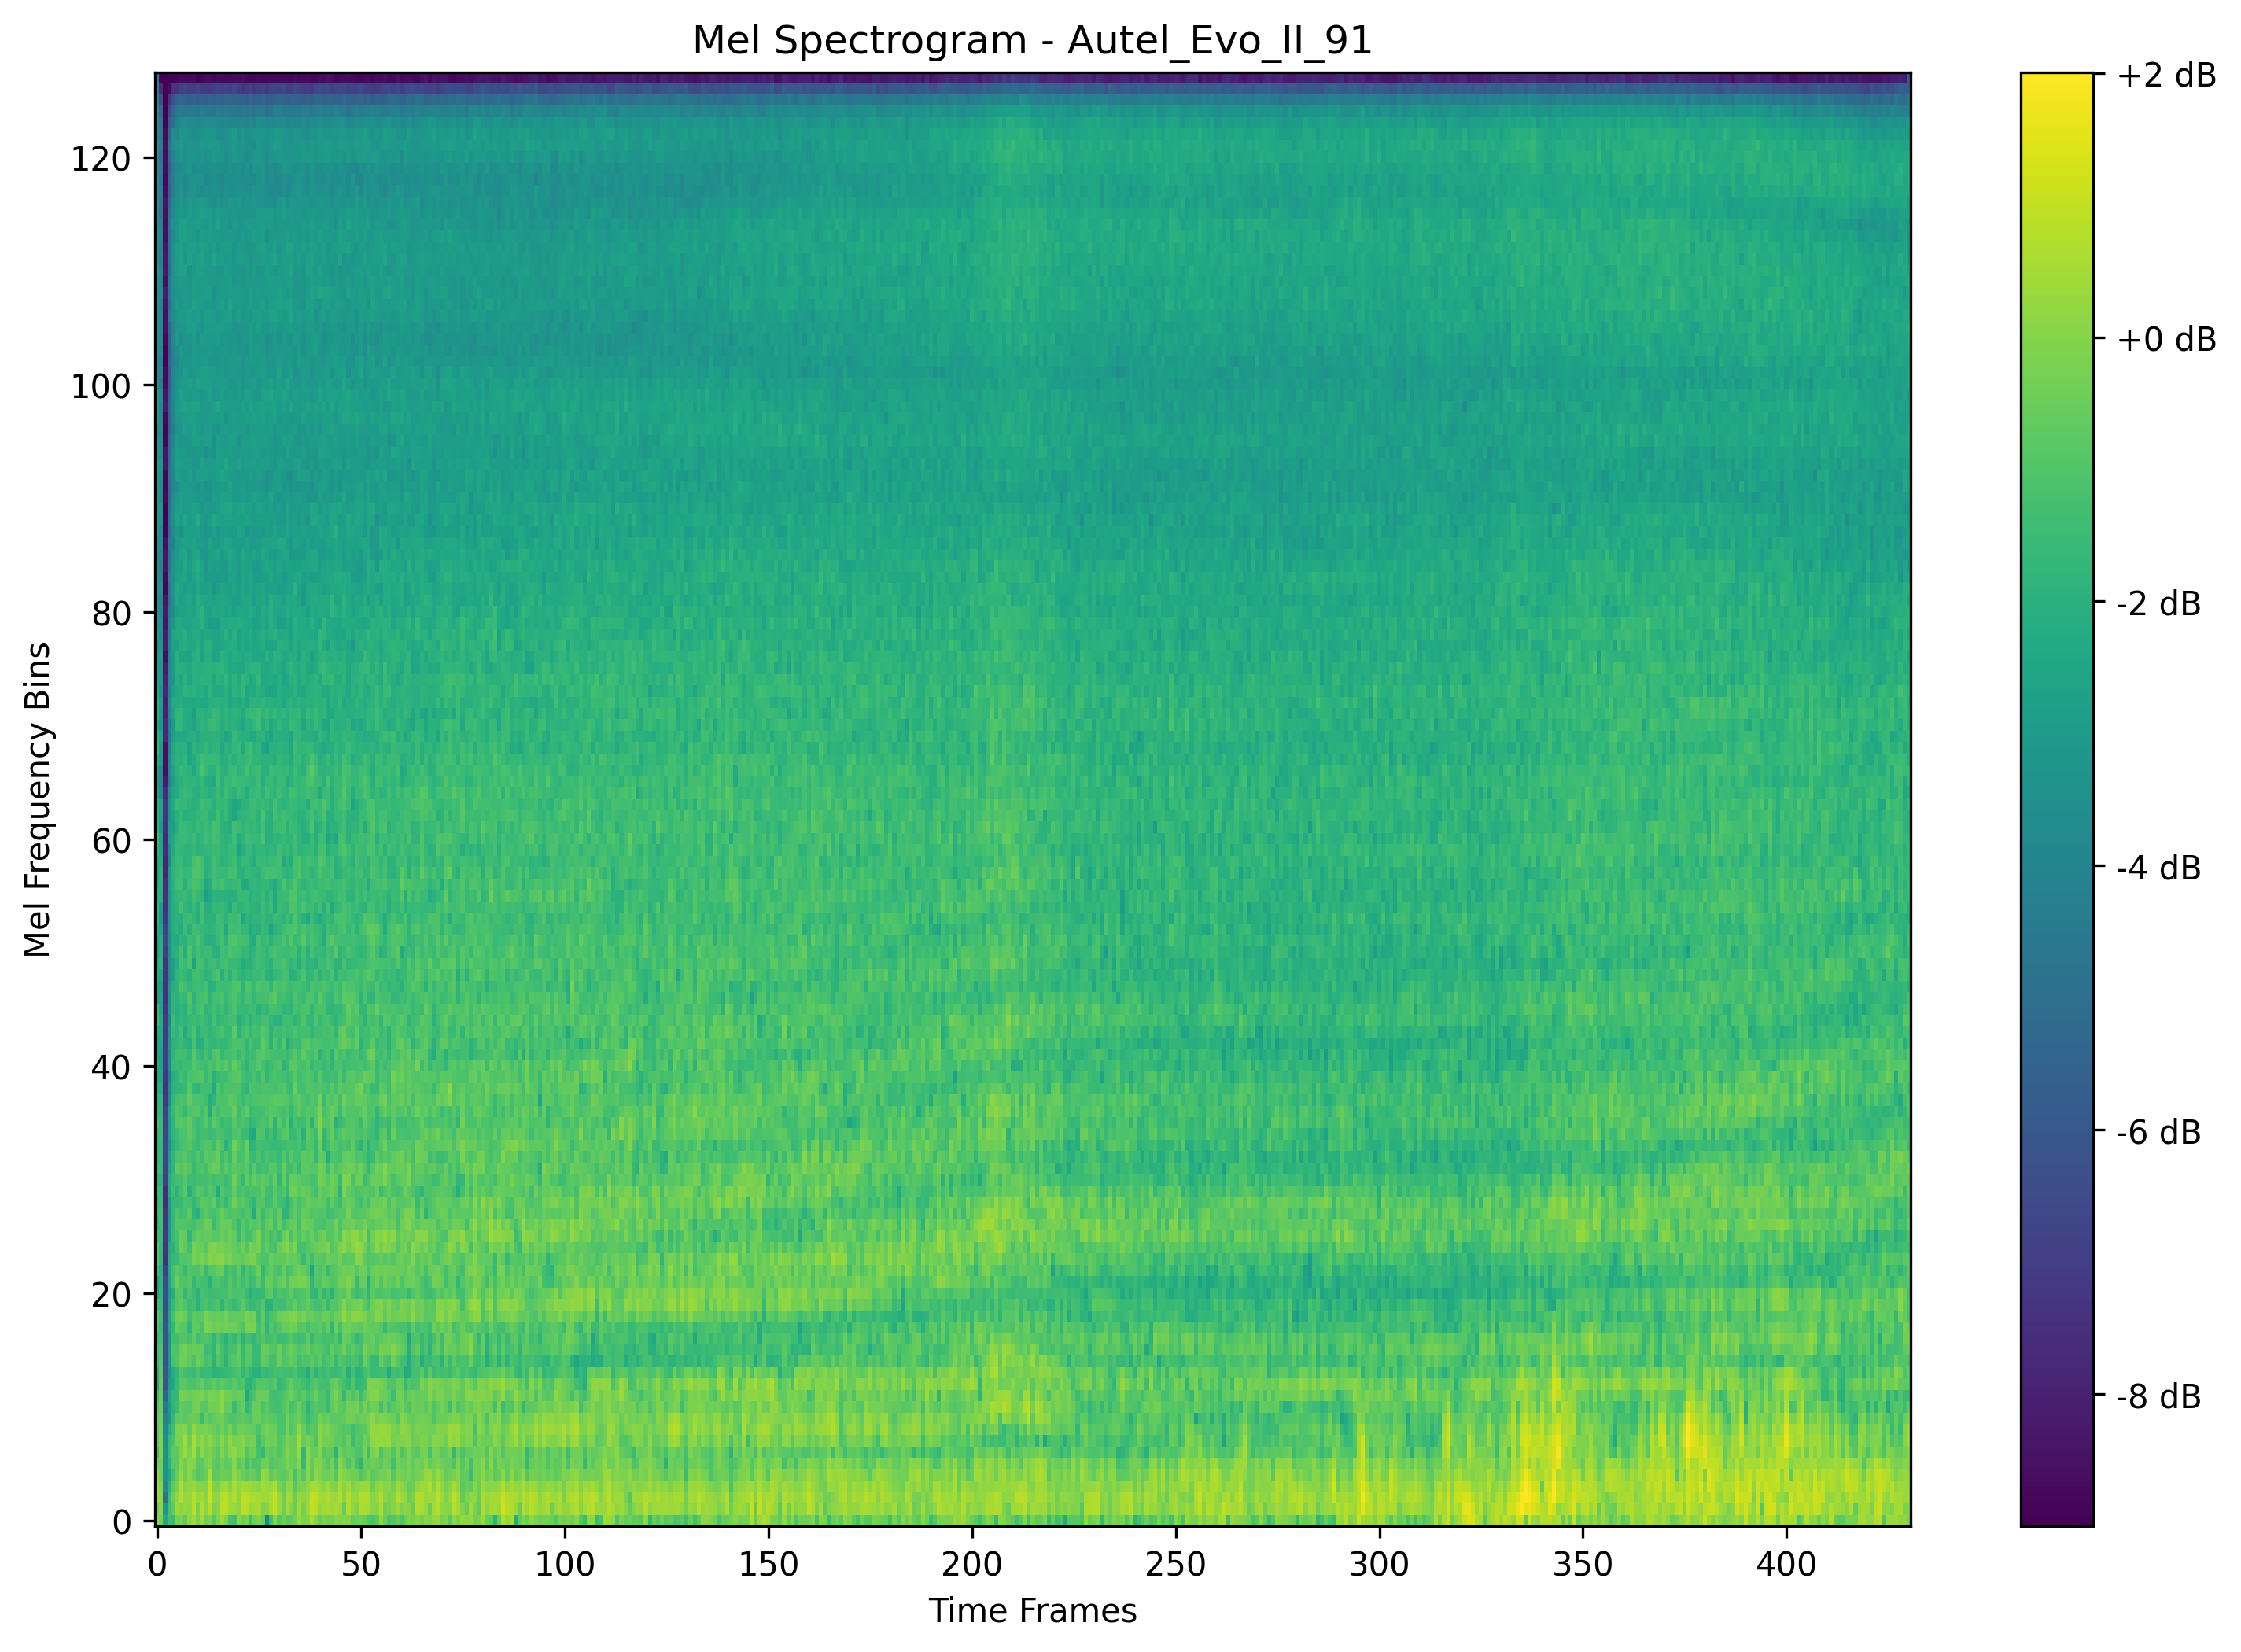 Mel Spectrogram - Autel_Evo_II_91
+2 dB
+0 dB
-2 dB
-4 dB
-6 dB
-8 dB
Mel Frequency Bins
120
100
80
60
40
20
0
0 50 100 150 200 250 300 350 400
Time Frames